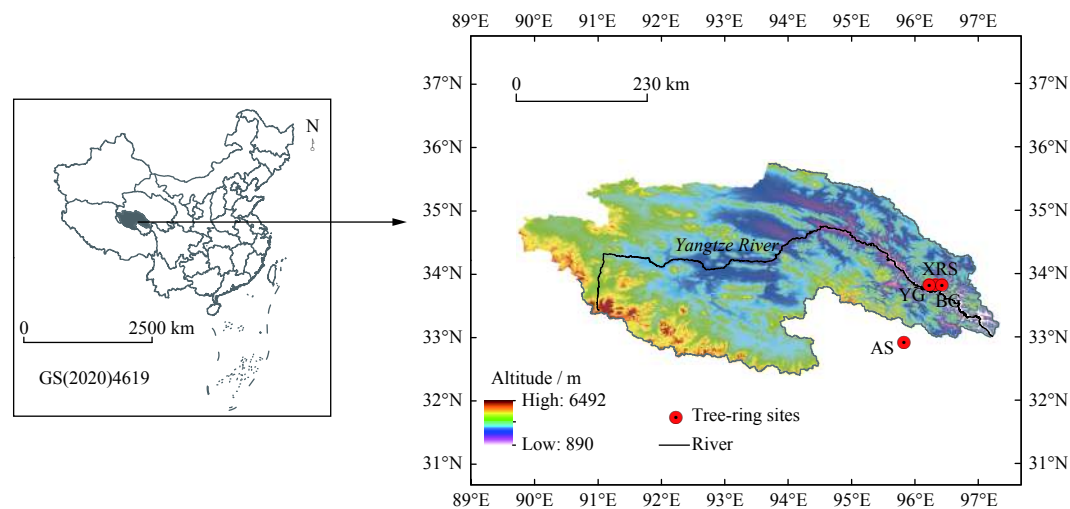 89°E 90°E 91°E 92°E 93°E 94°E 95°E 96°E 97°E
37°N 37°N
0 230 km
N
36°N 36°N
35°N 35°N
Yangtze River
34°N 34°N
XRS
YG BG
0 2500 km
33°N 33°N
AS
GS(2020)4619
Altitude / m
High: 6492
32°N 32°N
Tree-ring sites
Low: 890
River
31°N 31°N
89°E 90°E 91°E 92°E 93°E 94°E 95°E 96°E 97°E